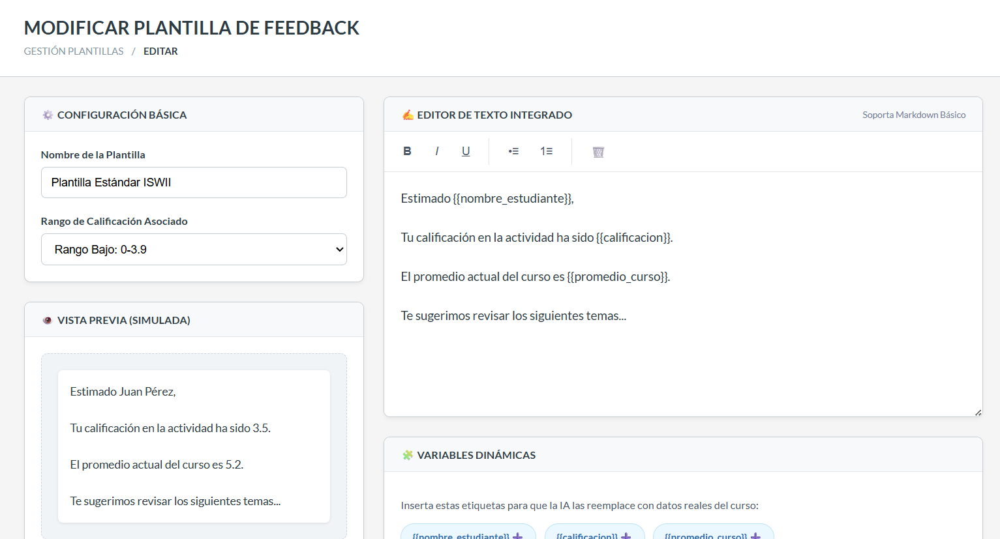 MODIFICAR PLANTILLA DE FEEDBACK
GESTIÓN PLANTILLAS / EDITAR
CONFIGURACIÓN BÁSICA
Nombre de la Plantilla
Plantilla Estándar ISWII
Rango de Calificación Asociado
Rango Bajo: 0-3.9
VISTA PREVIA (SIMULADA)
Estimado Juan Pérez,
Tu calificación en la actividad ha sido 3.5.
El promedio actual del curso es 5.2.
Te sugerimos revisar los siguientes temas...
EDITOR DE TEXTO INTEGRADO
Soporta Markdown Básico
B I U
Estimado {{nombre_estudiante}},
Tu calificación en la actividad ha sido {{calificacion}}.
El promedio actual del curso es {{promedio_curso}}.
Te sugerimos revisar los siguientes temas...
VARIABLES DINÁMICAS
Inserta estas etiquetas para que la IA las reemplace con datos reales del curso:
{{nombre_estudiante}} {{calificacion}} {{promedio_curso}}